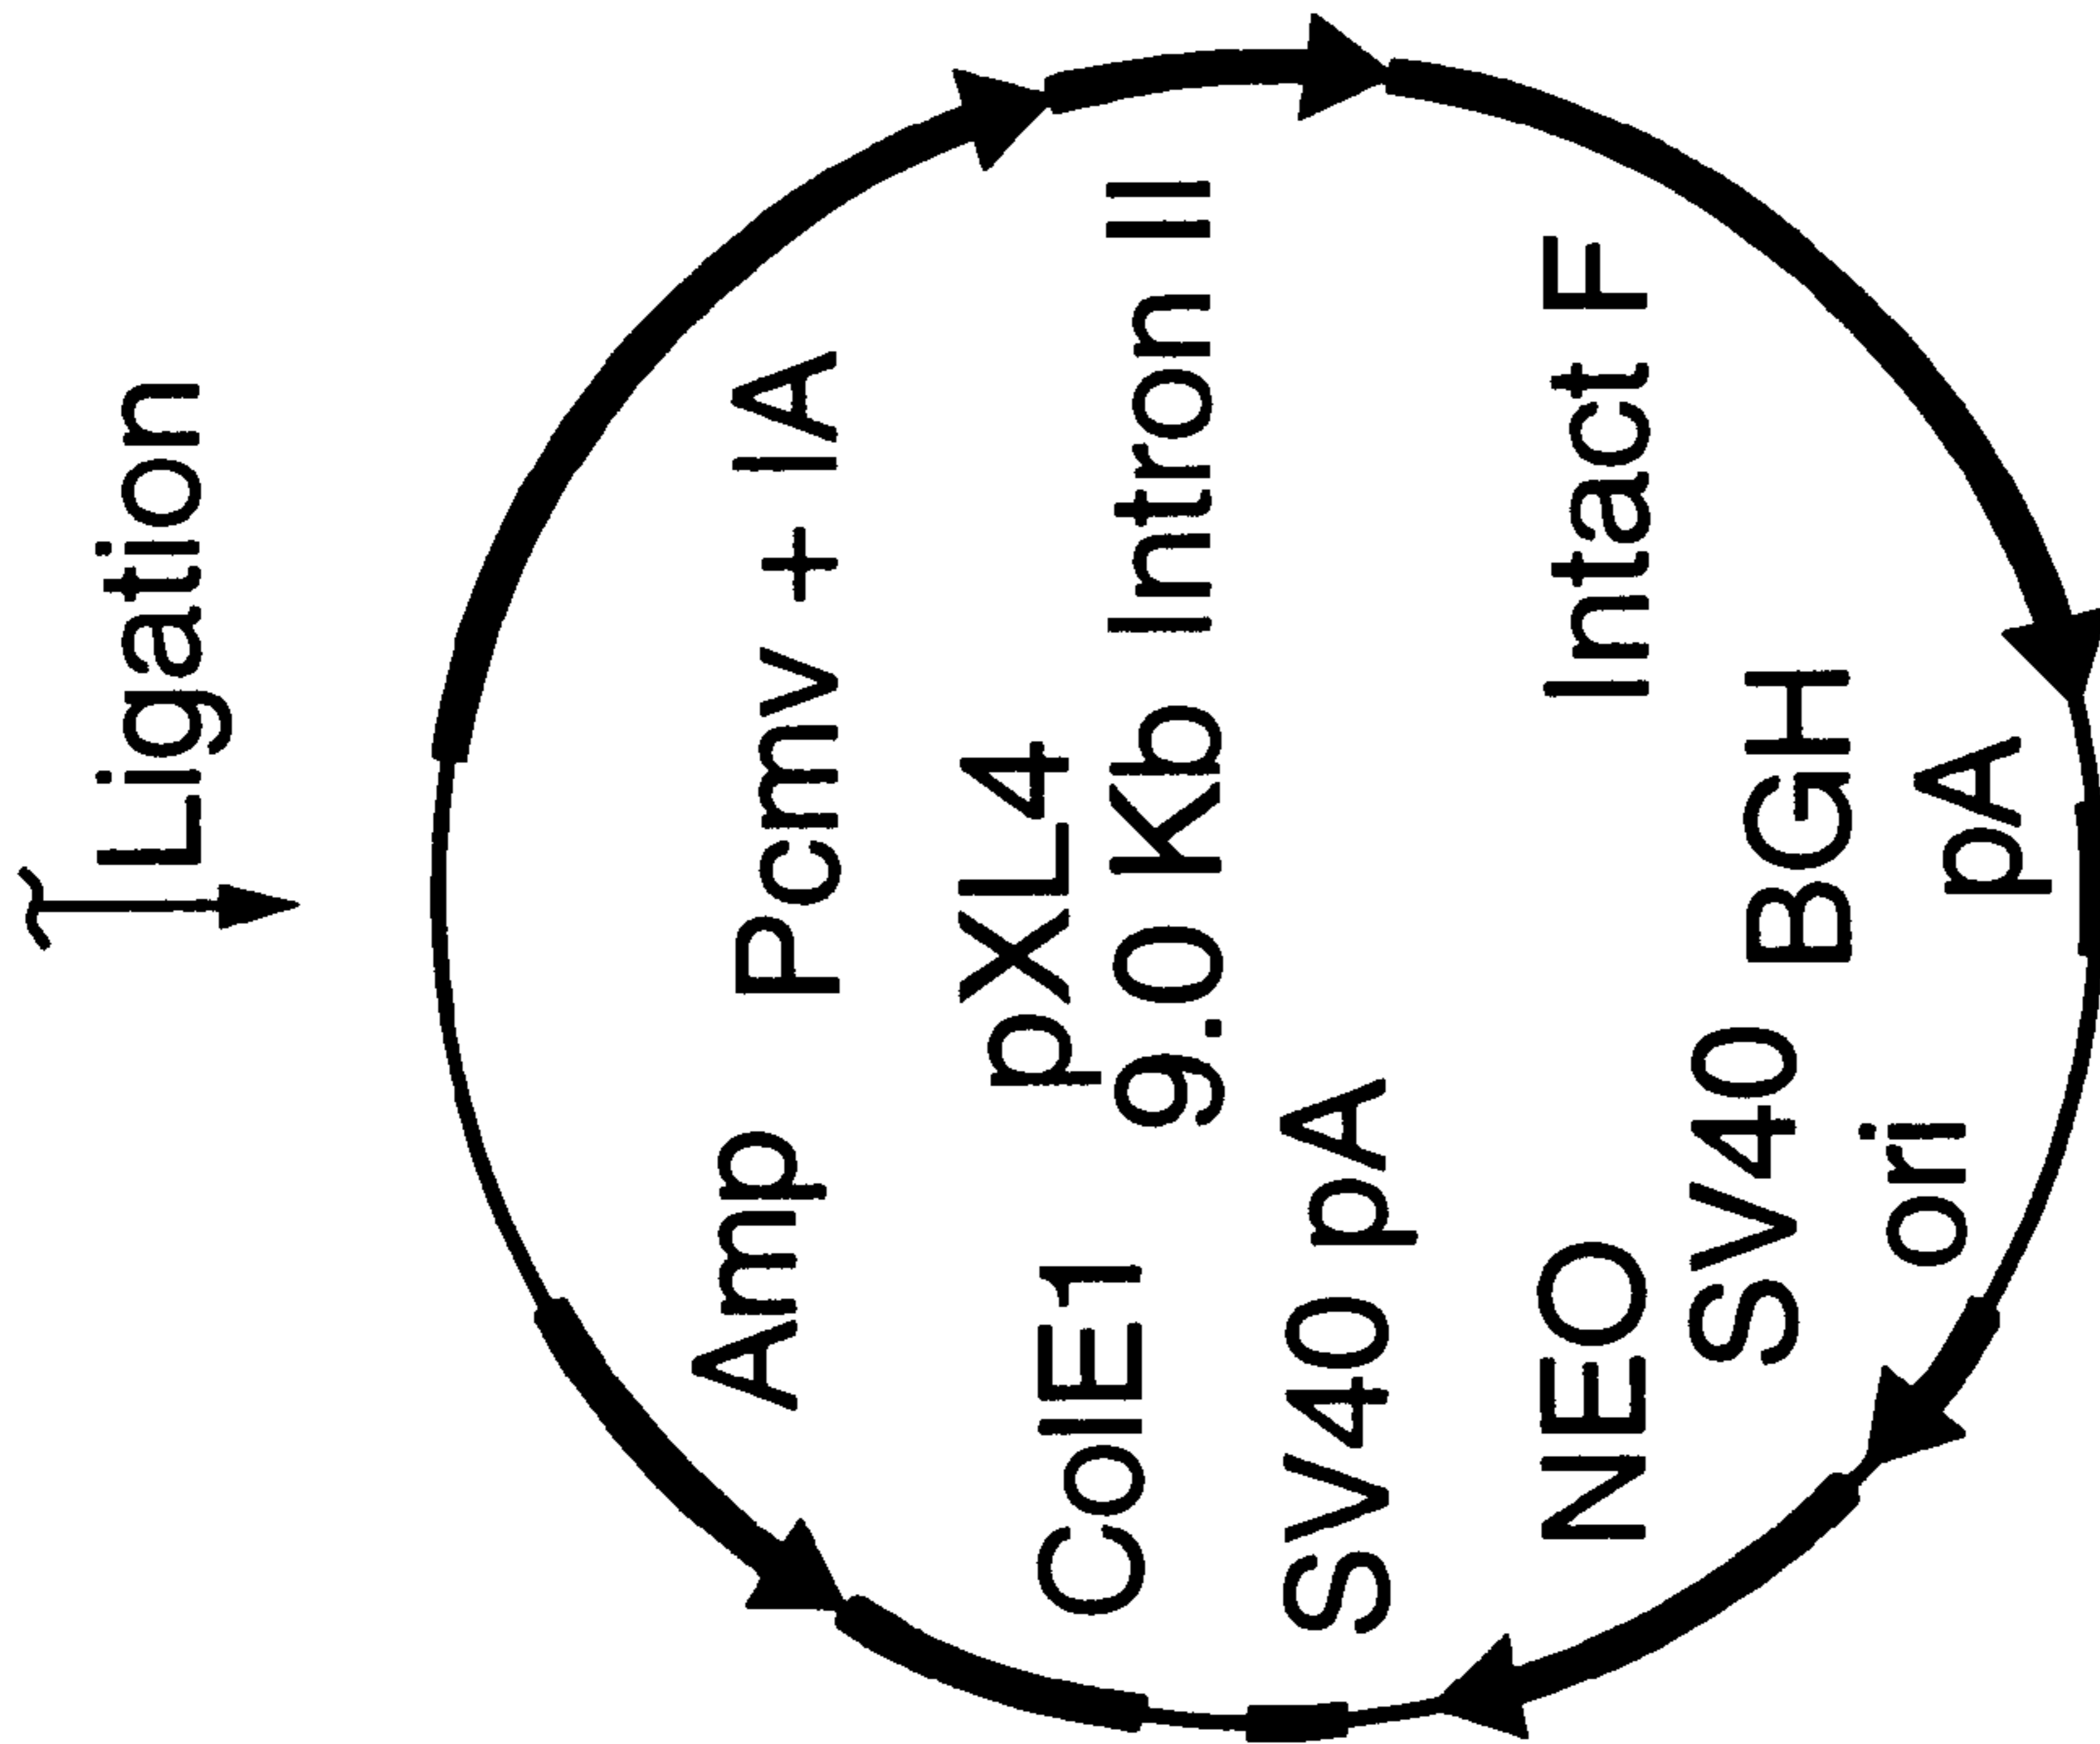 Ligation
Pcmv + IA
Amp
pXL4
9.0 Kb
Intron II
ColE1
SV40 pA
Intact F
NEO
BGH
pA
SV40
ori